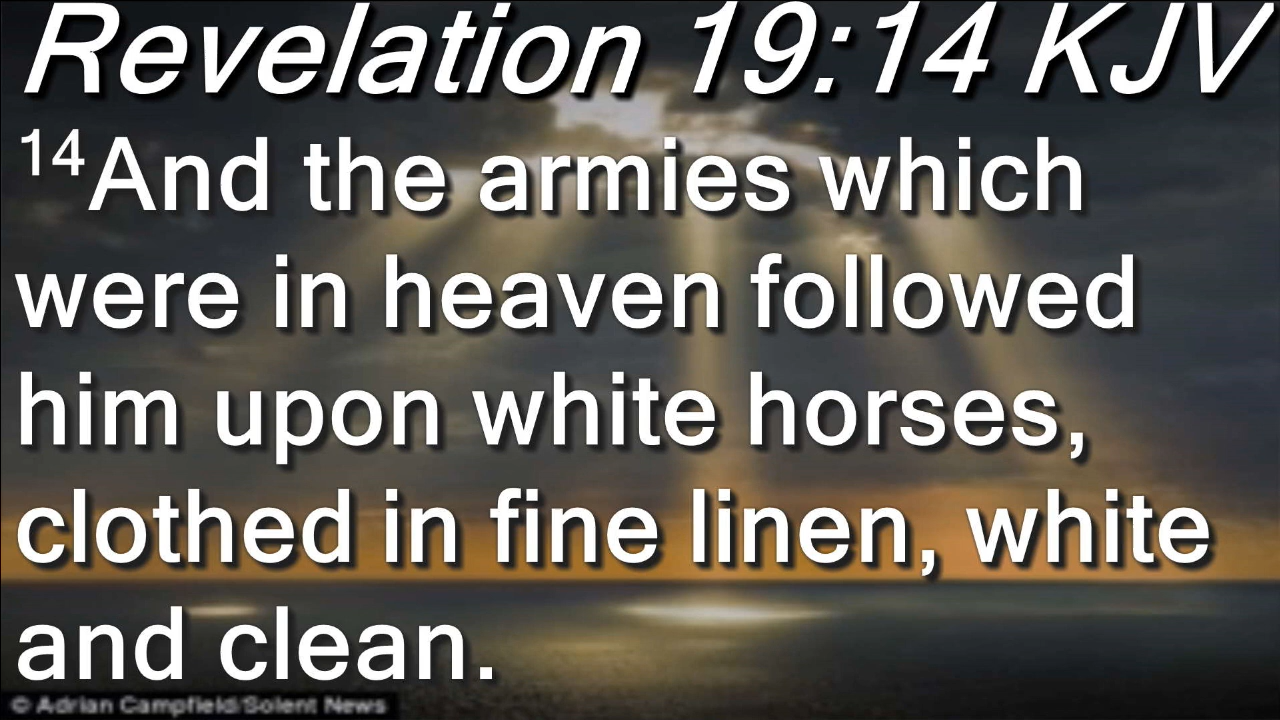 Revelation 19:14 KJV
14And the armies which
were in heaven followed
him upon white horses,
clothed in fine linen, white
and clean.
© Adrian Campfield/Solent News